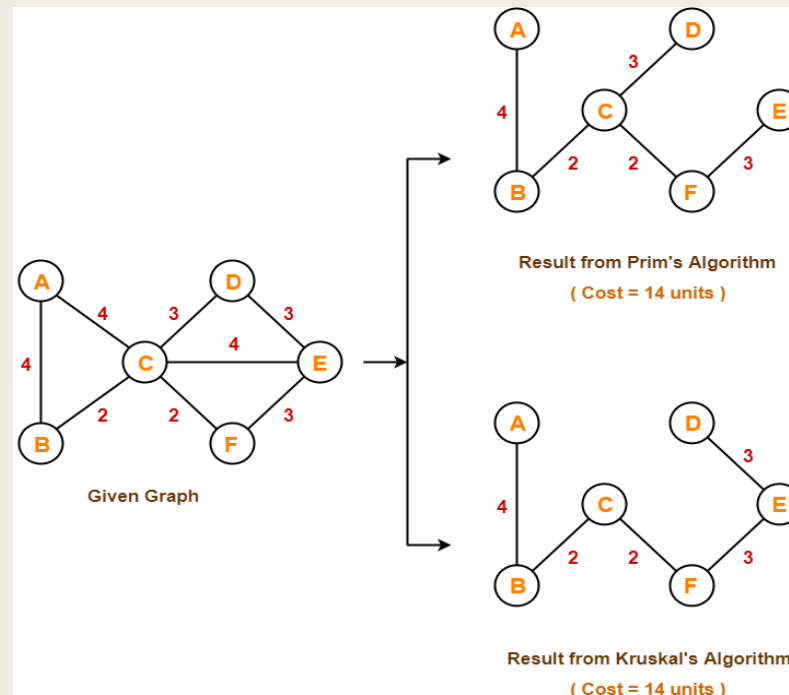 A
D
3
C
E
4
2
2
3
B
F
Result from Prim's Algorithm
( Cost = 14 units )
A
D
4
3
3
4
C
E
4
2
2
3
B
F
Given Graph
A
D
3
C
E
4
2
2
3
B
F
Result from Kruskal's Algorithm
( Cost = 14 units )